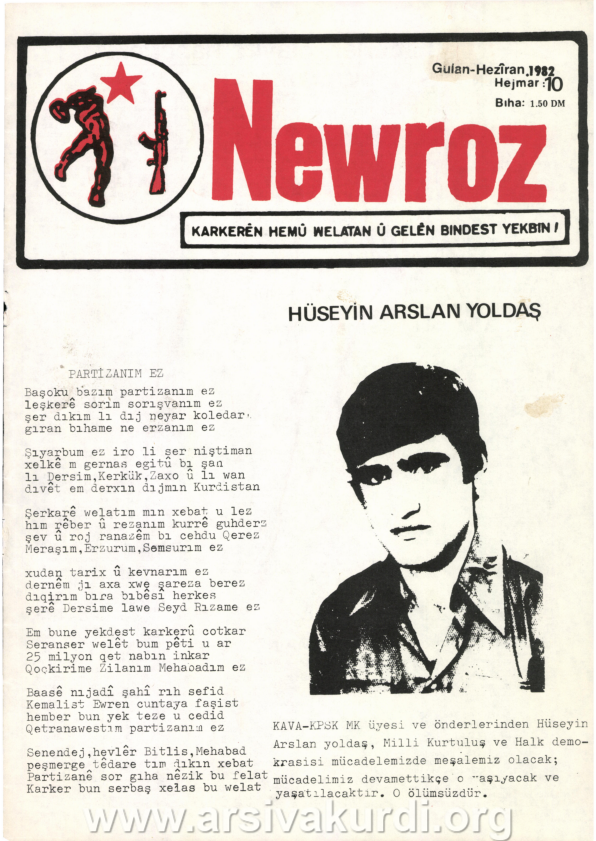 Gulan-Hezîran,1982
Hejmar:10
Bıha: 1.50 DM
Newroz
KARKERÊN HEMÛ WELATAN Û GELÊN BINDEST YEKBIN!
HÜSEYİN ARSLAN YOLDAŞ
PARTİZANIM EZ
Başoku bazım partizanım ez
leşkerê sorim sorışvanım ez
şer dıkım lı dıj neyar koledar
gıran bıhame ne erzanım ez
Şıyarbum ez iro li ser niştiman
xelkê m gernas egitû bı şan
lı Dersim,Kerkük,Zaxo û lı wan
dıvêt em derxın dıjmın Kurdistan
Şerkarê welatım mın xebat u lez
hım rêber û rezanım kurrê guhderz
şev û roj ranazêm bı cehdu Qerez
Meraşım,Erzurum,Semsurım ez
xudan tarix û kevnarım ez
dernêm jı axa xwe şareza berez
dıqirım bıra bıbêsi herkes
şerê Dersime lawe Seyd Rızame ez
Em bune yekdest karkerû cotkar
Seranser welêt bum pêti u ar
25 milyon qet nabın inkar
Qoçkirime Zilanım Mehabadım ez
Baasê nıjadî şahî rıh sefid
Kemalist Ewren cuntaya faşist
hember bun yek teze u cedid
Qetranawestım partizanım ez
Senendej,hevlêr Bitlis,Mehabad
peşmerge têdare tım dıkın xebat
Partizanê sor gıha nêzik bu felat
Karker bun serbaş xelas bu welat
KAVA-KPSK MK üyesi ve önderlerinden Hüseyin
Arslan yoldaş, Milli Kurtuluş ve Halk demo-
krasisi mücadelemizde meşalemiz olacak;
mücadelimiz devamettikçe o yaşıyacak ve
yaşatılacaktır. O ölümsüzdür.
www.arsivakurdi.org